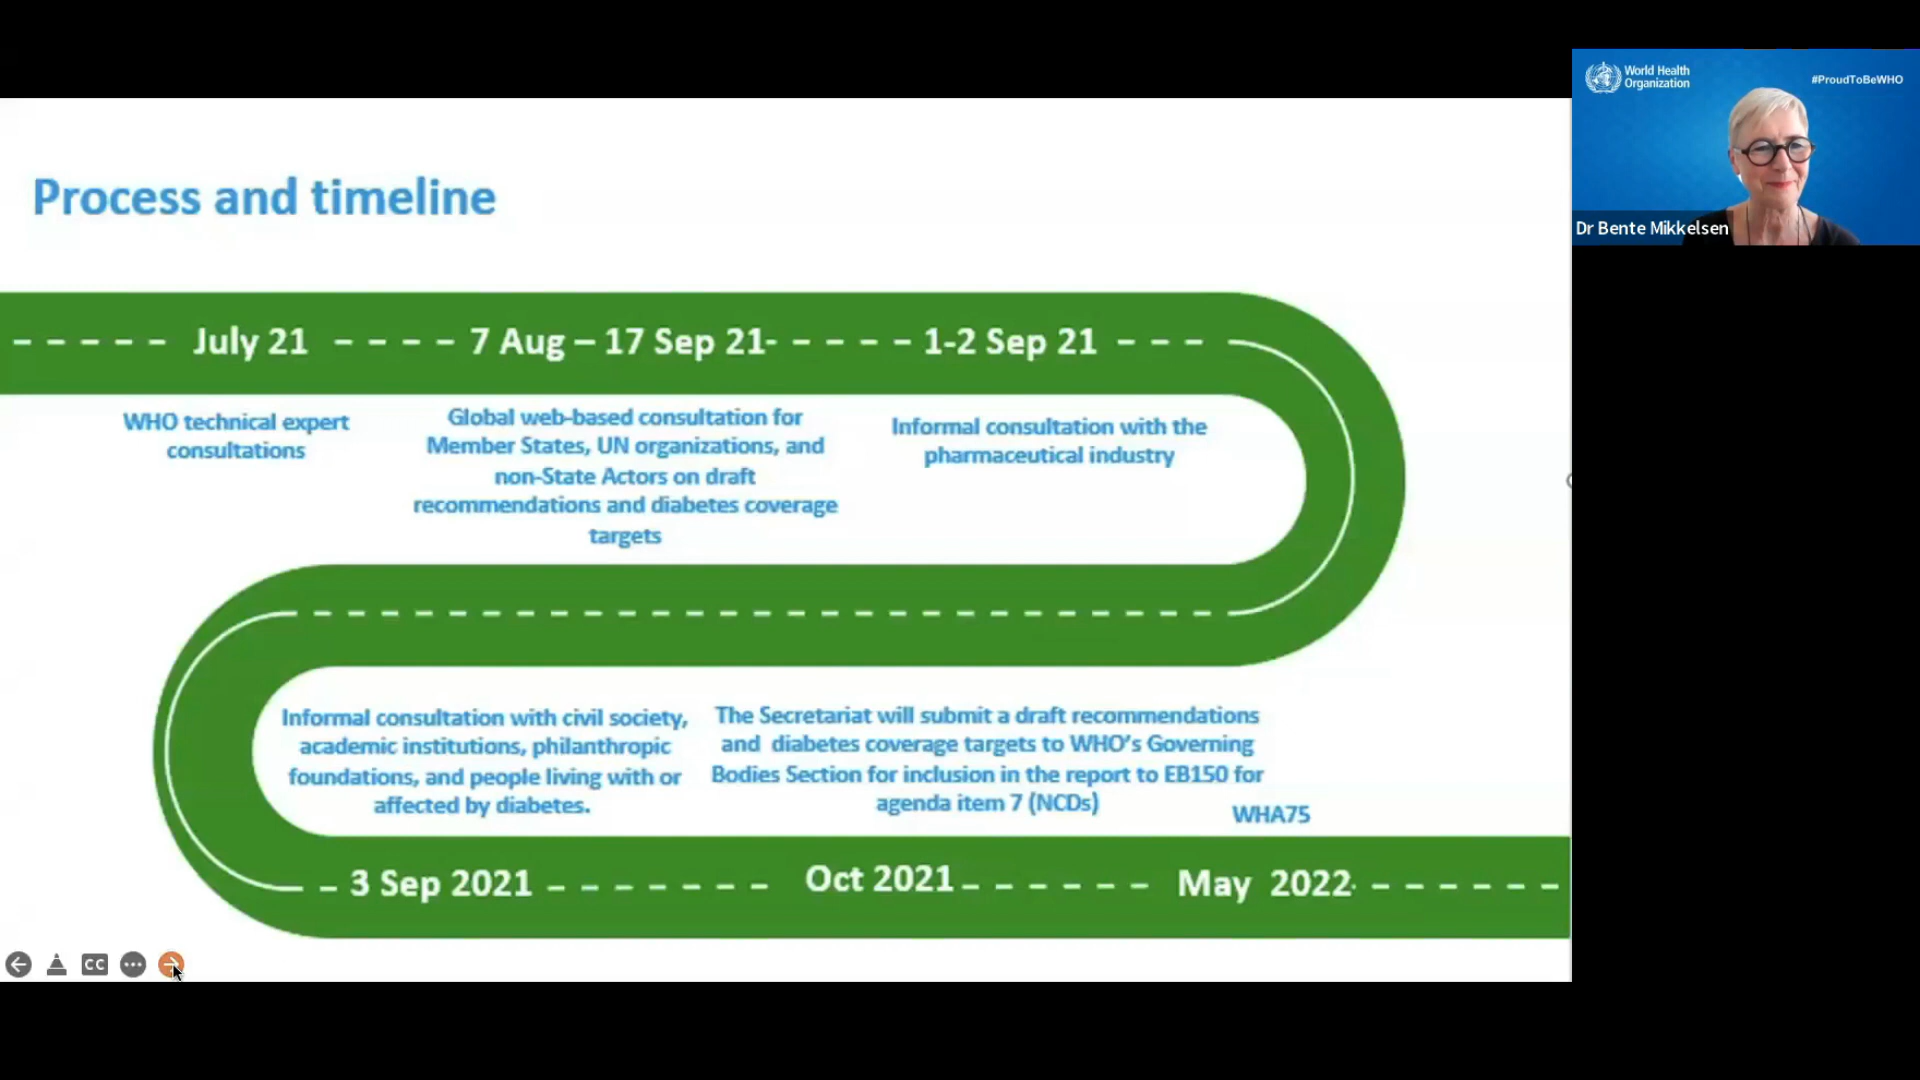 World Health
Organization
#ProudToBeWHO
Dr Bente Mikkelsen
Process and timeline
July 21
7 Aug – 17 Sep 21
1-2 Sep 21
WHO technical expert
consultations
Global web-based consultation for
Member States, UN organizations, and
non-State Actors on draft
recommendations and diabetes coverage
targets
Informal consultation with the
pharmaceutical industry
Informal consultation with civil society,
academic institutions, philanthropic
foundations, and people living with or
affected by diabetes.
The Secretariat will submit a draft recommendations
and diabetes coverage targets to WHO's Governing
Bodies Section for inclusion in the report to EB150 for
agenda item 7 (NCDs)
WHA75
3 Sep 2021
Oct 2021
May 2022
CC